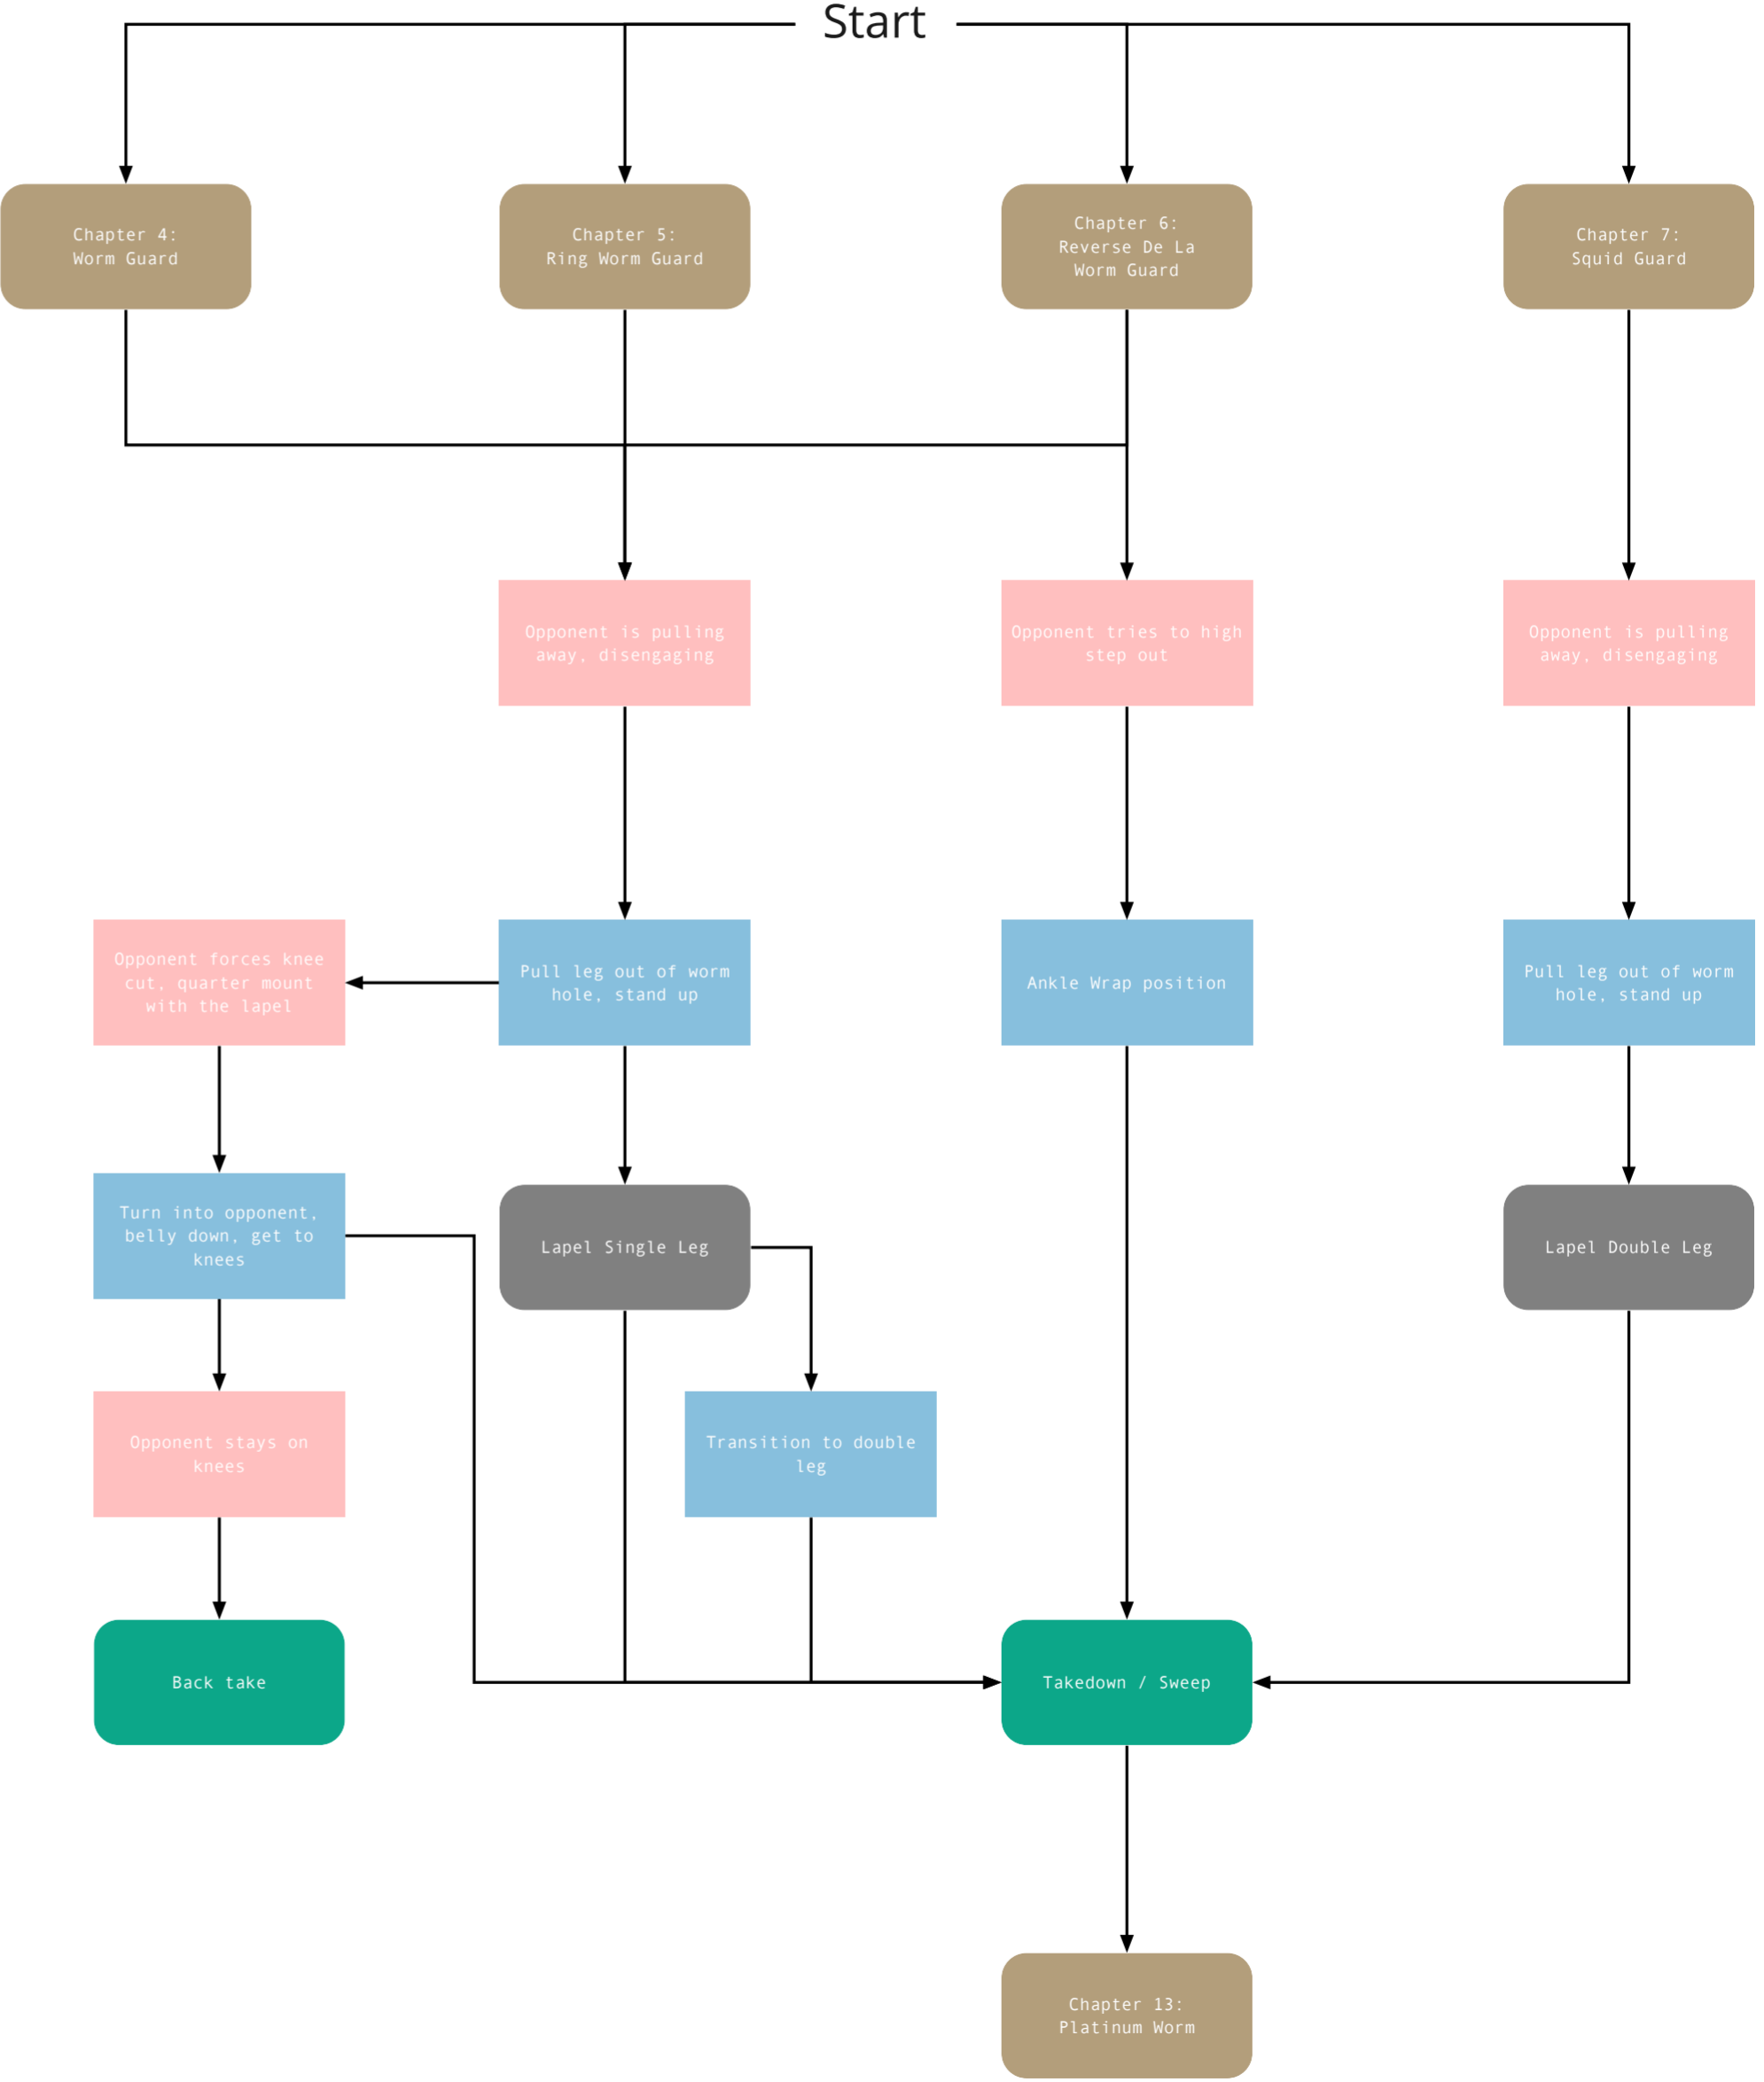 Start
Chapter 4:
Worm Guard
Chapter 5:
Ring Worm Guard
Chapter 6:
Reverse De La
Worm Guard
Chapter 7:
Squid Guard
Opponent is pulling
away, disengaging
Opponent tries to high
step out
Opponent is pulling
away, disengaging
Opponent forces knee
cut, quarter mount
with the lapel
Pull leg out of worm
hole, stand up
Ankle Wrap position
Pull leg out of worm
hole, stand up
Turn into opponent,
belly down, get to
knees
Lapel Single Leg
Lapel Double Leg
Opponent stays on
knees
Transition to double
leg
Back take
Takedown / Sweep
Chapter 13:
Platinum Worm